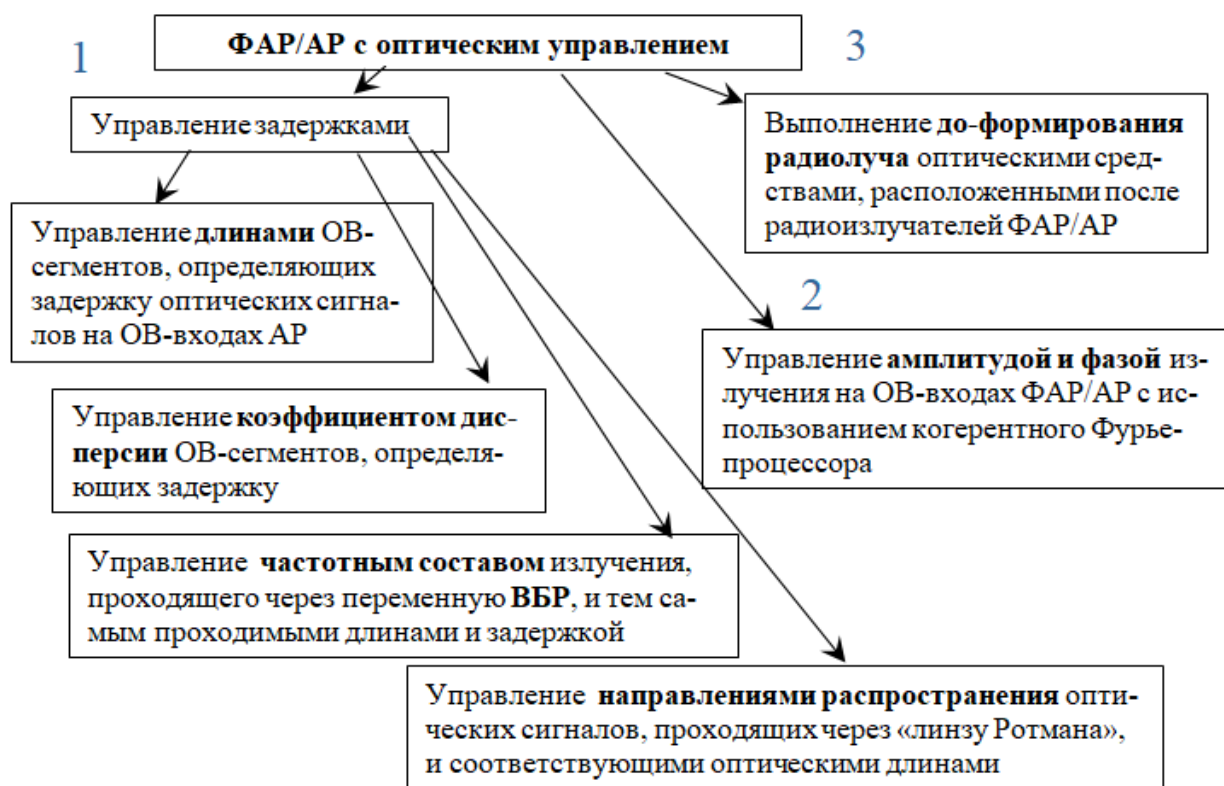 ФАР/АР с оптическим управлением
1
3
Управление задержками
Выполнение до-формирования
радиолуча оптическими сред-
ствами, расположенными после
радиоизлучателей ФАР/АР
Управление длинами ОВ-
сегментов, определяющих
задержку оптических сигна-
лов на ОВ-входах АР
2
Управление амплитудой и фазой из-
лучения на ОВ-входах ФАР/АР с ис-
пользованием когерентного Фурье-
процессора
Управление коэффициентом дис-
персии ОВ-сегментов, определя-
ющих задержку
Управление частотным составом излучения,
проходящего через переменную ВБР, и тем са-
мым проходимыми длинами и задержкой
Управление направлениями распространения опти-
ческих сигналов, проходящих через «линзу Ротмана»,
и соответствующими оптическими длинами